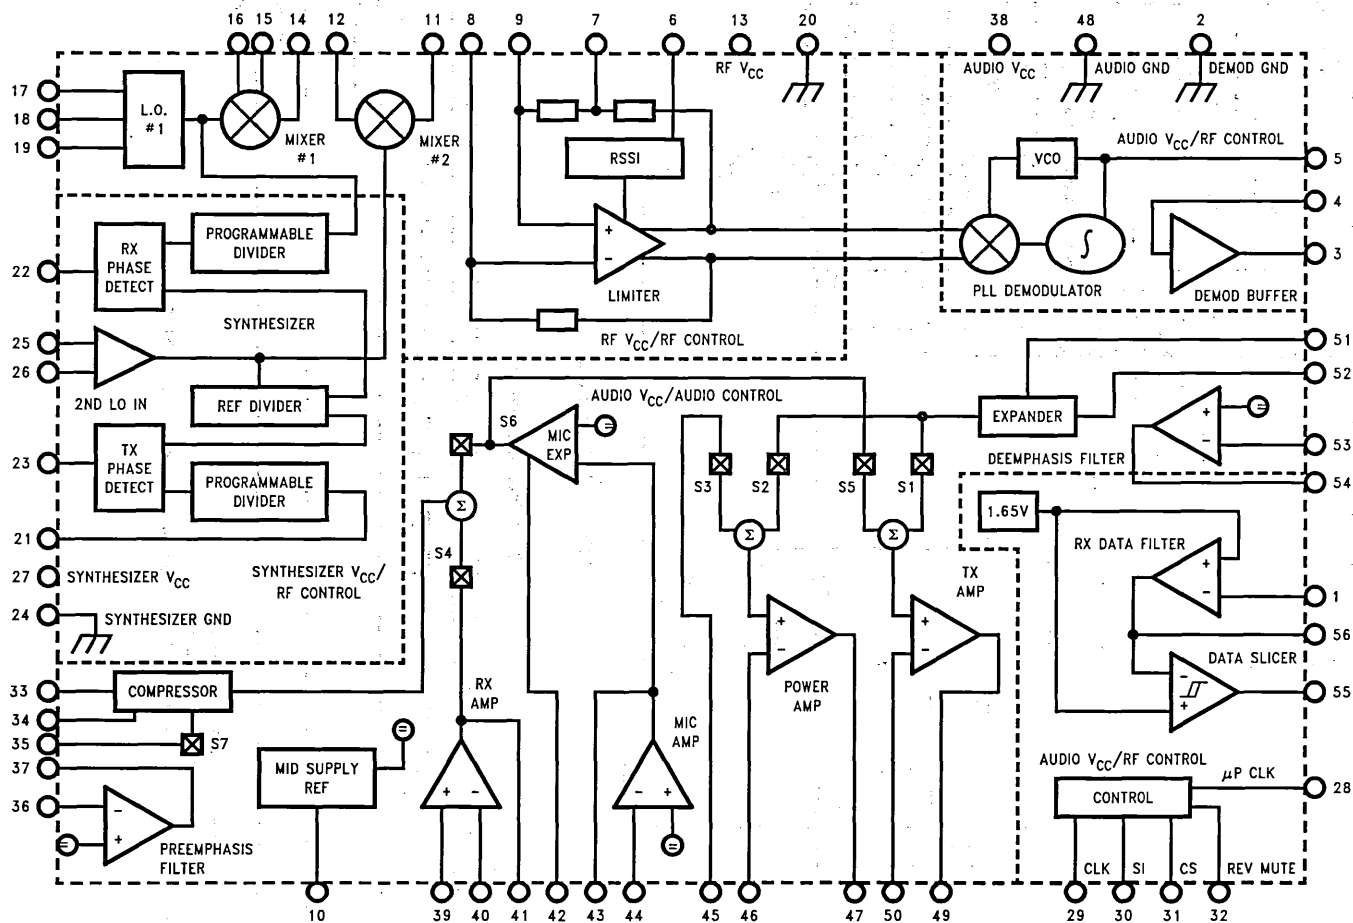 16 15 14 12 11 8 9 7 6 13 20 38 48 2
RF VCC
AUDIO VCC
AUDIO GND
DEMOD GND
17
18
19
L.O.
#1
MIXER
#1
MIXER
#2
RSSI
VCO
AUDIO VCC/RF CONTROL
5
4
3
PROGRAMMABLE
DIVIDER
RX
PHASE
DETECT
22
+
−
LIMITER
∫
PLL DEMODULATOR
DEMOD BUFFER
SYNTHESIZER
RF VCC/RF CONTROL
25
26
2ND LO IN
REF DIVIDER
51
52
AUDIO VCC/AUDIO CONTROL
S6
MIC
EXP
=
EXPANDER
+
−
=
53
54
DEEMPHASIS FILTER
TX
PHASE
DETECT
23
PROGRAMMABLE
DIVIDER
Σ
S3
S2
S5
S1
Σ
Σ
1.65V
RX DATA FILTER
+
−
1
56
21
27
SYNTHESIZER VCC
24
SYNTHESIZER GND
SYNTHESIZER VCC/
RF CONTROL
S4
TX
AMP
+
−
+
−
POWER
AMP
DATA SLICER
−
+
55
33
34
35
37
36
COMPRESSOR
S7
RX
AMP
MIC
AMP
=
MID SUPPLY
REF
+ −
− +
=
−
+
=
PREEMPHASIS
FILTER
AUDIO VCC/RF CONTROL
CONTROL
μP CLK
28
CLK SI CS REV MUTE
10 39 40 41 42 43 44 45 46 47 50 49 29 30 31 32